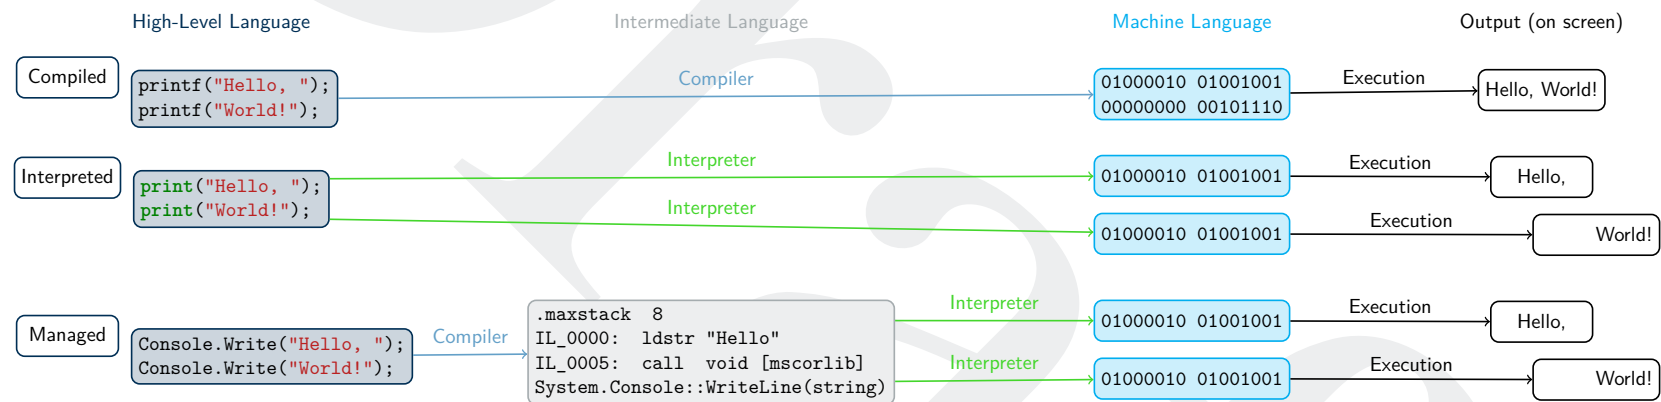 High-Level Language Intermediate Language Machine Language Output (on screen)
Compiled
printf("Hello, ");
printf("World!");
Compiler
01000010 01001001
00000000 00101110
Execution
Hello, World!
Interpreted
print("Hello, ");
print("World!");
Interpreter
01000010 01001001
Execution
Hello,
Interpreter
01000010 01001001
Execution
World!
Managed
Console.Write("Hello, ");
Console.Write("World!");
Compiler
.maxstack 8
IL_0000: ldstr "Hello"
IL_0005: call void [mscorlib]
System.Console::WriteLine(string)
Interpreter
01000010 01001001
Execution
Hello,
Interpreter
01000010 01001001
Execution
World!